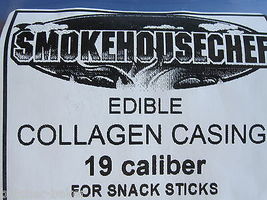 SMOKEHOUSECHEF
EDIBLE
COLLAGEN CASING
19 caliber
FOR SNACK STICKS